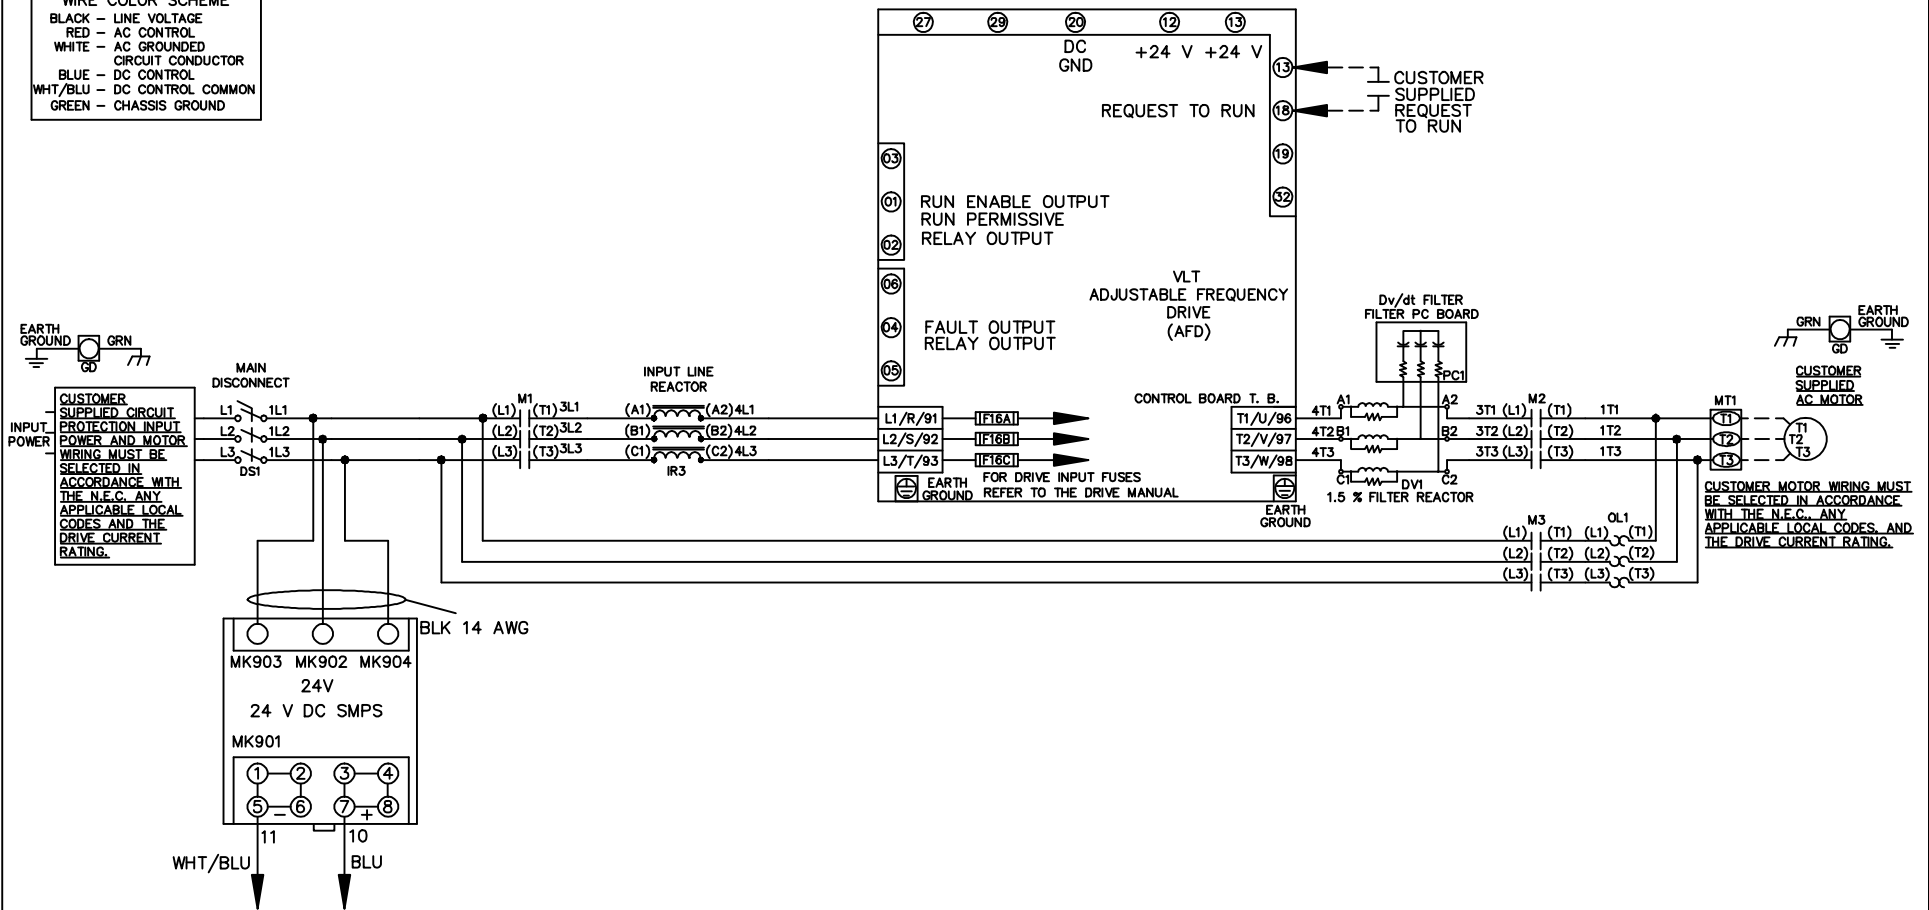 WIRE COLOR SCHEME
BLACK – LINE VOLTAGE
RED – AC CONTROL
WHITE – AC GROUNDED
CIRCUIT CONDUCTOR
BLUE – DC CONTROL
WHT/BLU – DC CONTROL COMMON
GREEN – CHASSIS GROUND
27 29 20 12 13
DC
GND
+24 V +24 V
13
18
19
32
REQUEST TO RUN
CUSTOMER
SUPPLIED
REQUEST
TO RUN
03
01
02
RUN ENABLE OUTPUT
RUN PERMISSIVE
RELAY OUTPUT
06
04
05
FAULT OUTPUT
RELAY OUTPUT
VLT
ADJUSTABLE FREQUENCY
DRIVE
(AFD)
Dv/dt FILTER
FILTER PC BOARD
PC1
EARTH
GROUND
GRN
GD
GRN
EARTH
GROUND
GD
INPUT
POWER
CUSTOMER
SUPPLIED CIRCUIT
PROTECTION INPUT
POWER AND MOTOR
WIRING MUST BE
SELECTED IN
ACCORDANCE WITH
THE N.E.C. ANY
APPLICABLE LOCAL
CODES AND THE
DRIVE CURRENT
RATING.
MAIN
DISCONNECT
L1 1L1
L2 1L2
L3 1L3
DS1
M1
(L1) (T1) 3L1
(L2) (T2) 3L2
(L3) (T3) 3L3
INPUT LINE
REACTOR
(A1) (A2) 4L1
(B1) (B2) 4L2
(C1) (C2) 4L3
IR3
L1/R/91 F16A
L2/S/92 F16B
L3/T/93 F16C
EARTH
GROUND
FOR DRIVE INPUT FUSES
REFER TO THE DRIVE MANUAL
CONTROL BOARD T. B.
T1/U/96
T2/V/97
T3/W/98
EARTH
GROUND
4T1 A1 A2
4T2 B1 B2
4T3 C1 C2
DV1
1.5 % FILTER REACTOR
M2
3T1 (L1) (T1) 1T1
3T2 (L2) (T2) 1T2
3T3 (L3) (T3) 1T3
MT1
T1
T2
T3
CUSTOMER
SUPPLIED
AC MOTOR
T1
T2
T3
CUSTOMER MOTOR WIRING MUST
BE SELECTED IN ACCORDANCE
WITH THE N.E.C., ANY
APPLICABLE LOCAL CODES, AND
THE DRIVE CURRENT RATING.
M3 OL1
(L1) (T1) (L1) (T1)
(L2) (T2) (L2) (T2)
(L3) (T3) (L3) (T3)
BLK 14 AWG
MK903 MK902 MK904
24V
24 V DC SMPS
MK901
1 2 3 4
5 6 7 8
– +
11 10
WHT/BLU BLU